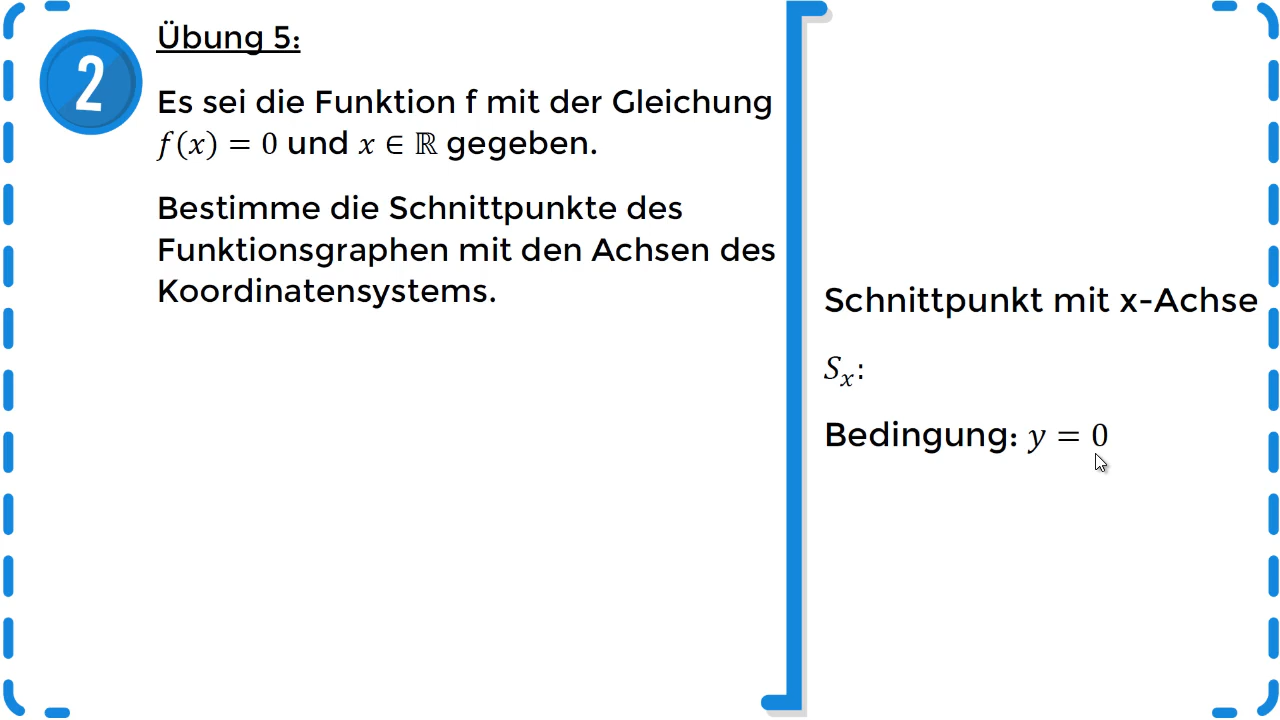 2
Übung 5:
Es sei die Funktion f mit der Gleichung
f(x) = 0 und x ∈ ℝ gegeben.
Bestimme die Schnittpunkte des
Funktionsgraphen mit den Achsen des
Koordinatensystems.
Schnittpunkt mit x-Achse
Sₓ:
Bedingung: y = 0